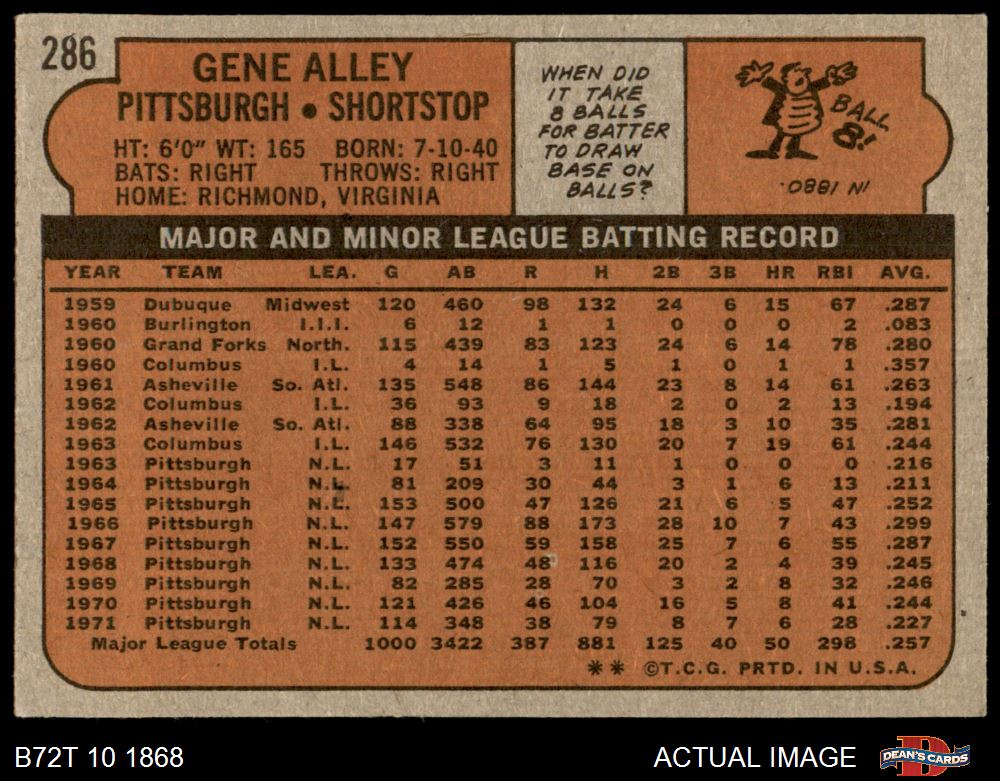 286
GENE ALLEY
PITTSBURGH • SHORTSTOP
HT: 6'0" WT: 165 BORN: 7-10-40
BATS: RIGHT THROWS: RIGHT
HOME: RICHMOND, VIRGINIA
WHEN DID
IT TAKE
8 BALLS
FOR BATTER
TO DRAW
BASE ON
BALLS?
BALL
8!
IN 1880.
MAJOR AND MINOR LEAGUE BATTING RECORD
YEAR TEAM LEA. G AB R H 2B 3B HR RBI AVG.
1959 Dubuque Midwest 120 460 98 132 24 6 15 67 .287
1960 Burlington I.I.I. 6 12 1 1 0 0 0 2 .083
1960 Grand Forks North. 115 439 83 123 24 6 14 78 .280
1960 Columbus I.L. 4 14 1 5 1 0 1 1 .357
1961 Asheville So. Atl. 135 548 86 144 23 8 14 61 .263
1962 Columbus I.L. 36 93 9 18 2 0 2 13 .194
1962 Asheville So. Atl. 88 338 64 95 18 3 10 35 .281
1963 Columbus I.L. 146 532 76 130 20 7 19 61 .244
1963 Pittsburgh N.L. 17 51 3 11 1 0 0 0 .216
1964 Pittsburgh N.L. 81 209 30 44 3 1 6 13 .211
1965 Pittsburgh N.L. 153 500 47 126 21 6 5 47 .252
1966 Pittsburgh N.L. 147 579 88 173 28 10 7 43 .299
1967 Pittsburgh N.L. 152 550 59 158 25 7 6 55 .287
1968 Pittsburgh N.L. 133 474 48 116 20 2 4 39 .245
1969 Pittsburgh N.L. 82 285 28 70 3 2 8 32 .246
1970 Pittsburgh N.L. 121 426 46 104 16 5 8 41 .244
1971 Pittsburgh N.L. 114 348 38 79 8 7 6 28 .227
Major League Totals 1000 3422 387 881 125 40 50 298 .257
** ©T.C.G. PRTD. IN U.S.A.
B72T 10 1868 ACTUAL IMAGE DEAN'S CARDS